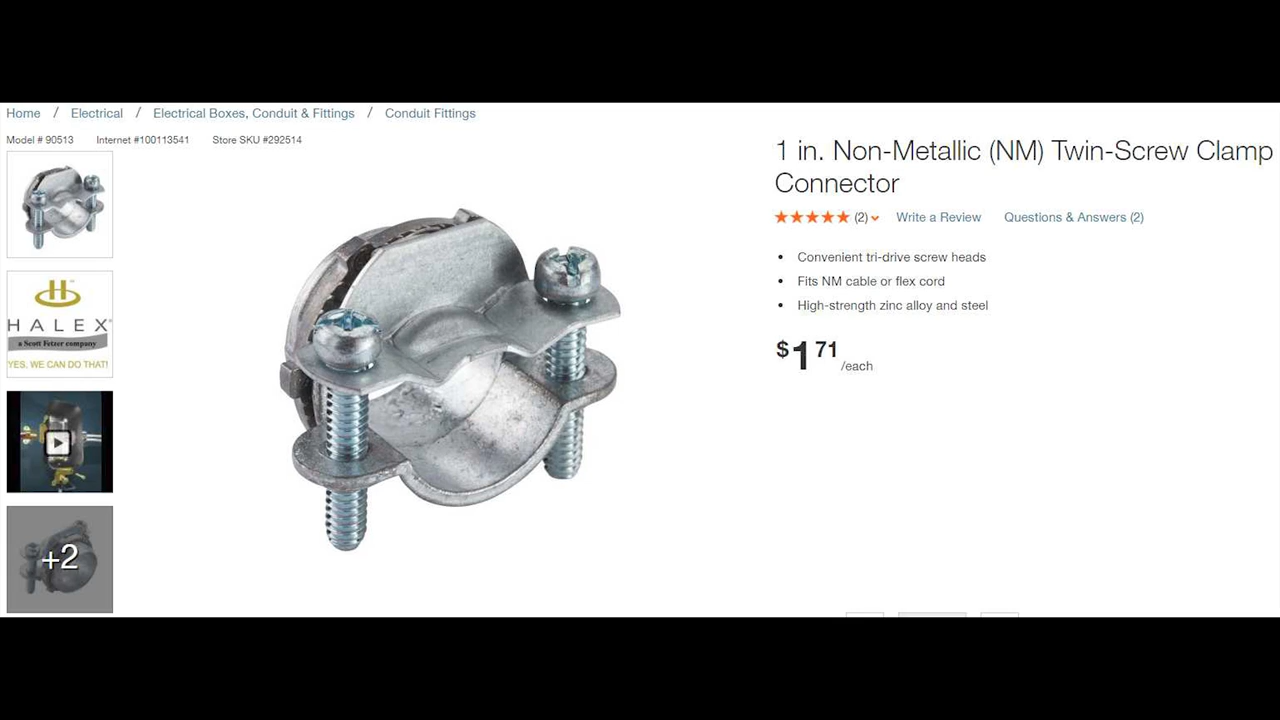 Home / Electrical / Electrical Boxes, Conduit & Fittings / Conduit Fittings
Model # 90513 Internet #100113541 Store SKU #292514
HALEX®
a Scott Fetzer company
YES, WE CAN DO THAT!
+2
1 in. Non-Metallic (NM) Twin-Screw Clamp
Connector
(2) Write a Review Questions & Answers (2)
• Convenient tri-drive screw heads
• Fits NM cable or flex cord
• High-strength zinc alloy and steel
$1 71 /each